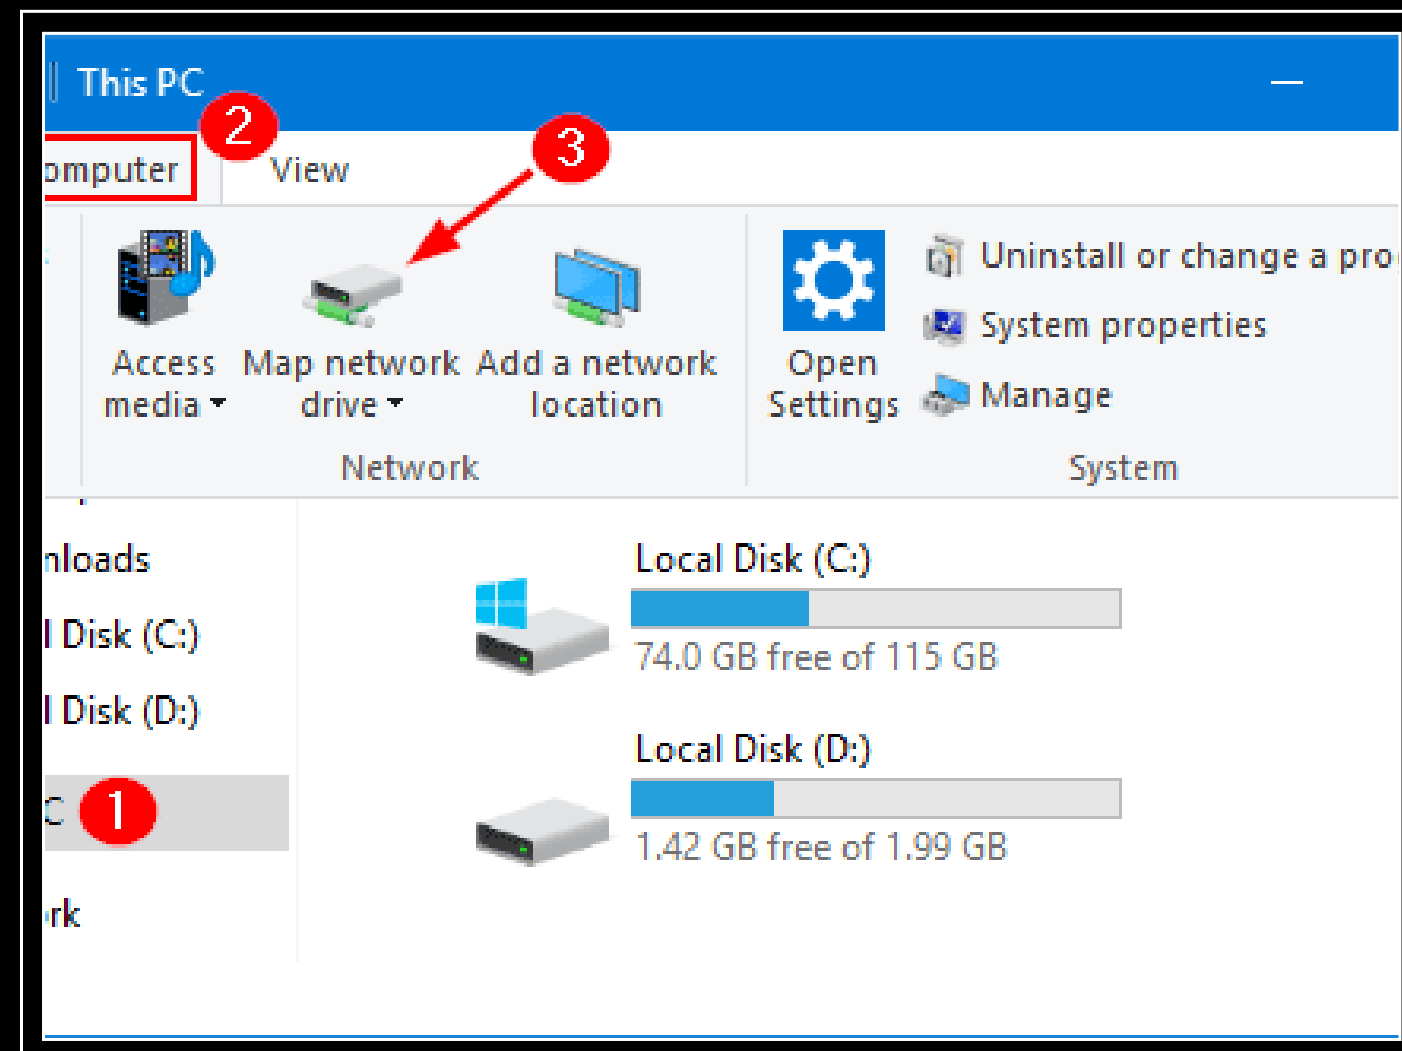 This PC
2
3
omputer
View
Access media
Map network drive
Add a network location
Open Settings
Uninstall or change a pro
System properties
Manage
Network
System
nloads
l Disk (C:)
l Disk (D:)
C
1
rk
Local Disk (C:)
74.0 GB free of 115 GB
Local Disk (D:)
1.42 GB free of 1.99 GB